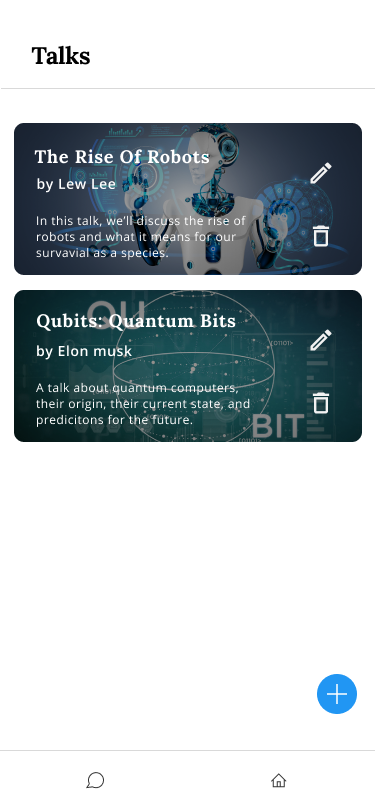 Talks
The Rise Of Robots
by Lew Lee
In this talk, we'll discuss the rise of
robots and what it means for our
survavial as a species.
QU
Qubits: Quantum Bits
by Elon musk
A talk about quantum computers,
their origin, their current state, and
predicitons for the future.
BIT